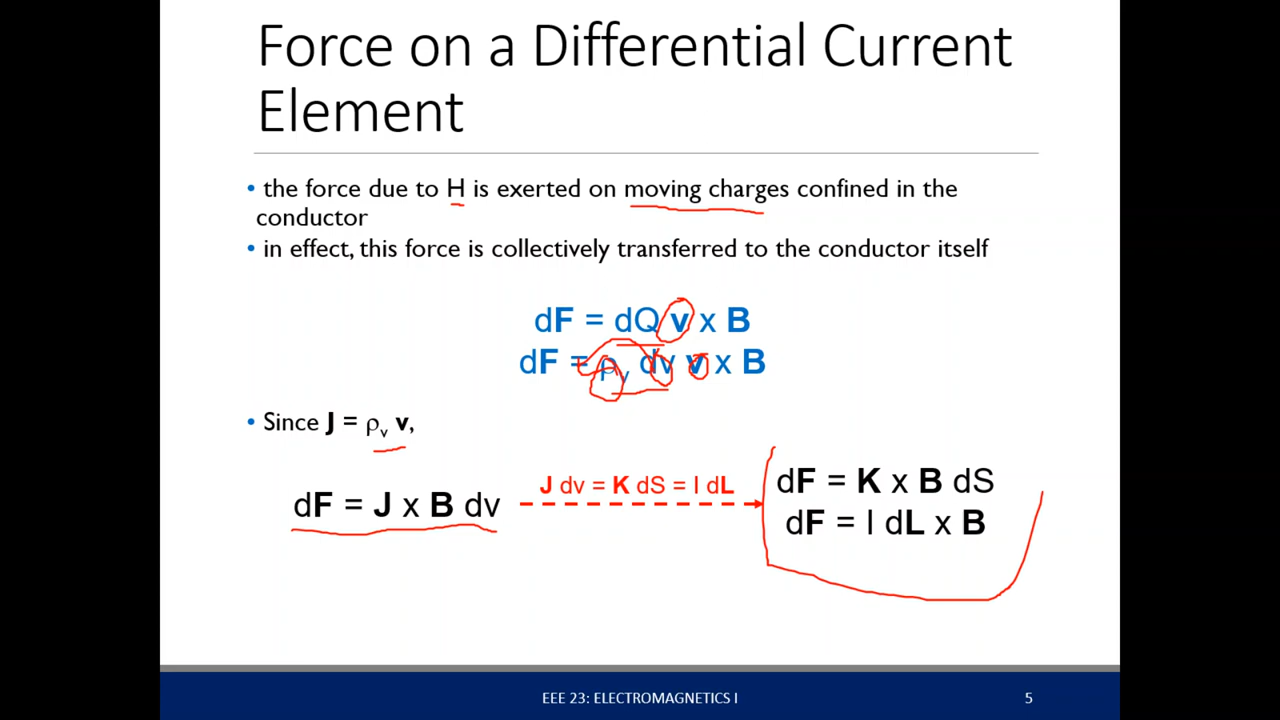 Force on a Differential Current
Element
• the force due to H is exerted on moving charges confined in the
conductor
• in effect, this force is collectively transferred to the conductor itself
dF = dQ v x B
dF = ρv dv v x B
• Since J = ρv v,
dF = J x B dv
J dv = K dS = I dL
dF = K x B dS
dF = I dL x B
EEE 23: ELECTROMAGNETICS I
5